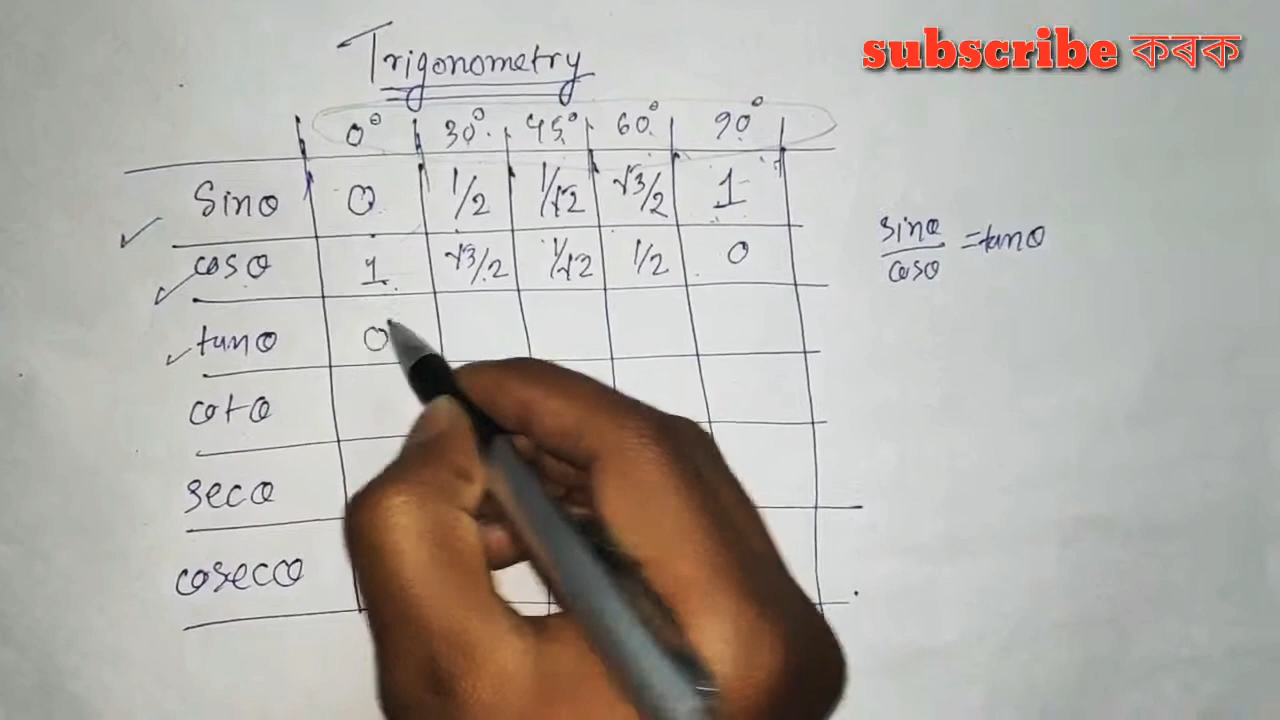 subscribe কৰক
Trigonometry
0° 30° 45° 60° 90°
Sinθ 0 1/2 1/√2 √3/2 1
cosθ 1 √3/2 1/√2 1/2 0
sinθ/cosθ = tanθ
tanθ 0
cotθ
secθ
cosecθ